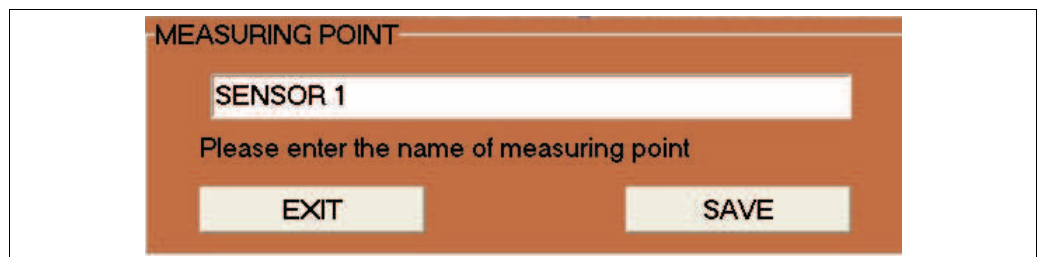 MEASURING POINT
SENSOR 1
Please enter the name of measuring point
EXIT SAVE